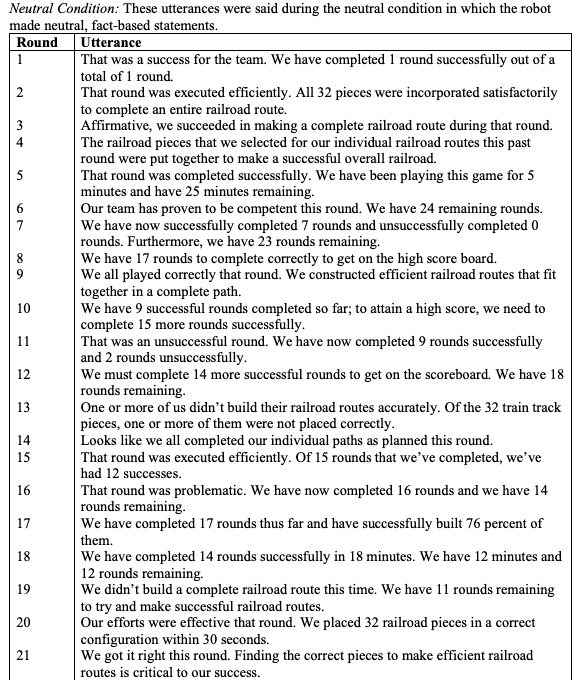 Neutral Condition: These utterances were said during the neutral condition in which the robot
made neutral, fact-based statements.
Round Utterance
1 That was a success for the team. We have completed 1 round successfully out of a
total of 1 round.
2 That round was executed efficiently. All 32 pieces were incorporated satisfactorily
to complete an entire railroad route.
3 Affirmative, we succeeded in making a complete railroad route during that round.
4 The railroad pieces that we selected for our individual railroad routes this past
round were put together to make a successful overall railroad.
5 That round was completed successfully. We have been playing this game for 5
minutes and have 25 minutes remaining.
6 Our team has proven to be competent this round. We have 24 remaining rounds.
7 We have now successfully completed 7 rounds and unsuccessfully completed 0
rounds. Furthermore, we have 23 rounds remaining.
8 We have 17 rounds to complete correctly to get on the high score board.
9 We all played correctly that round. We constructed efficient railroad routes that fit
together in a complete path.
10 We have 9 successful rounds completed so far; to attain a high score, we need to
complete 15 more rounds successfully.
11 That was an unsuccessful round. We have now completed 9 rounds successfully
and 2 rounds unsuccessfully.
12 We must complete 14 more successful rounds to get on the scoreboard. We have 18
rounds remaining.
13 One or more of us didn't build their railroad routes accurately. Of the 32 train track
pieces, one or more of them were not placed correctly.
14 Looks like we all completed our individual paths as planned this round.
15 That round was executed efficiently. Of 15 rounds that we've completed, we've
had 12 successes.
16 That round was problematic. We have now completed 16 rounds and we have 14
rounds remaining.
17 We have completed 17 rounds thus far and have successfully built 76 percent of
them.
18 We have completed 14 rounds successfully in 18 minutes. We have 12 minutes and
12 rounds remaining.
19 We didn't build a complete railroad route this time. We have 11 rounds remaining
to try and make successful railroad routes.
20 Our efforts were effective that round. We placed 32 railroad pieces in a correct
configuration within 30 seconds.
21 We got it right this round. Finding the correct pieces to make efficient railroad
routes is critical to our success.